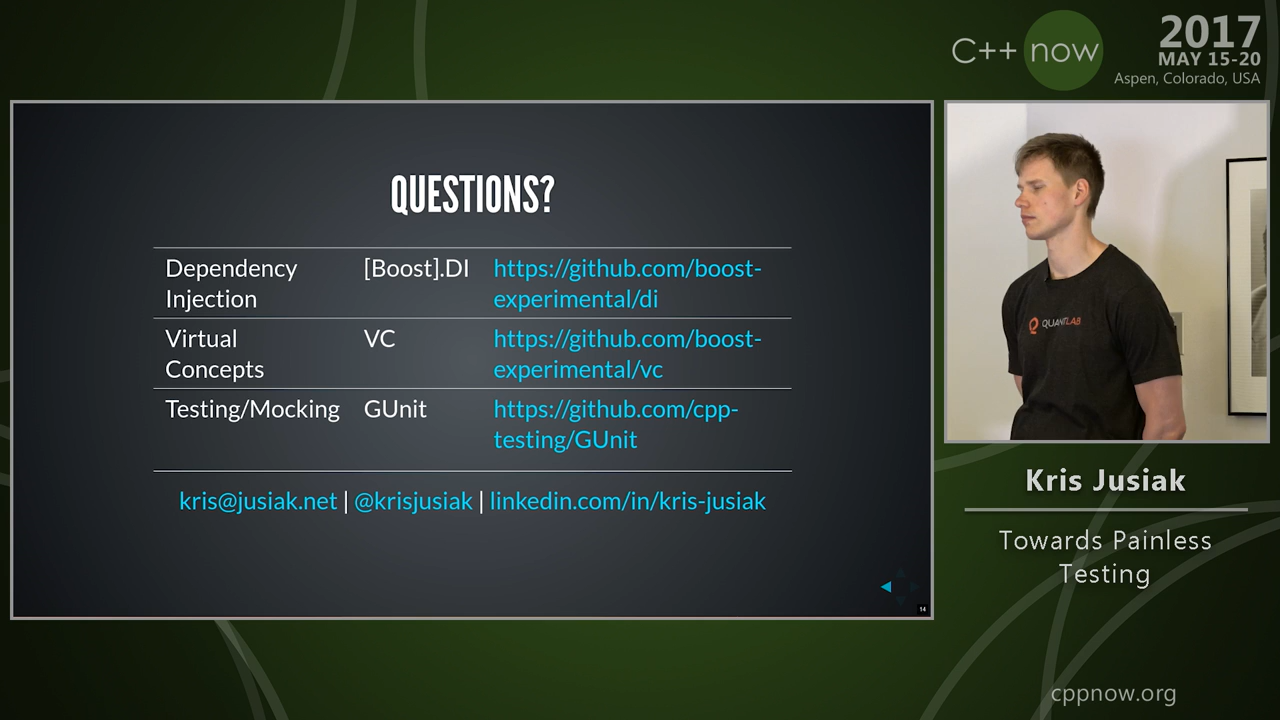 C++ now
2017
MAY 15-20
Aspen, Colorado, USA
QUESTIONS?
Dependency
Injection
[Boost].DI
https://github.com/boost-
experimental/di
Virtual
Concepts
VC
https://github.com/boost-
experimental/vc
Testing/Mocking
GUnit
https://github.com/cpp-
testing/GUnit
kris@jusiak.net | @krisjusiak | linkedin.com/in/kris-jusiak
14
QUANTLAB
Kris Jusiak
Towards Painless
Testing
cppnow.org